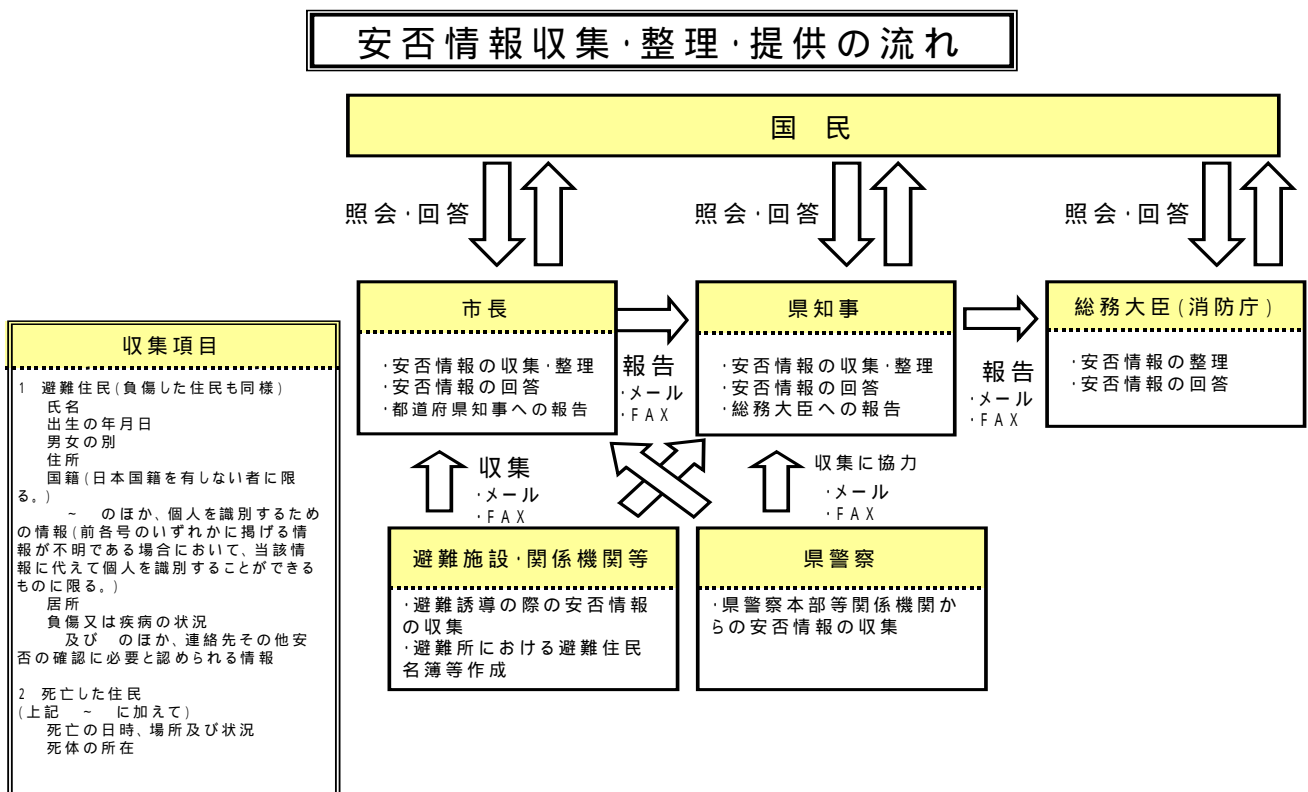 安否情報収集・整理・提供の流れ
国　民
照会・回答
照会・回答
照会・回答
市長
・安否情報の収集・整理
・安否情報の回答
・都道府県知事への報告
報告
・メール
・FAX
県知事
・安否情報の収集・整理
・安否情報の回答
・総務大臣への報告
報告
・メール
・FAX
総務大臣(消防庁)
・安否情報の整理
・安否情報の回答
収集
・メール
・FAX
収集に協力
・メール
・FAX
避難施設・関係機関等
・避難誘導の際の安否情報
の収集
・避難所における避難住民
名簿等作成
県警察
・県警察本部等関係機関か
らの安否情報の収集
収集項目
1　避難住民(負傷した住民も同様)
氏名
出生の年月日
男女の別
住所
国籍(日本国籍を有しない者に限
る。)
～　のほか、個人を識別するため
の情報(前各号のいずれかに掲げる情
報が不明である場合において、当該情
報に代えて個人を識別することができる
ものに限る。)
居所
負傷又は疾病の状況
及び　のほか、連絡先その他安
否の確認に必要と認められる情報
2　死亡した住民
(上記　～　に加えて)
死亡の日時、場所及び状況
死体の所在